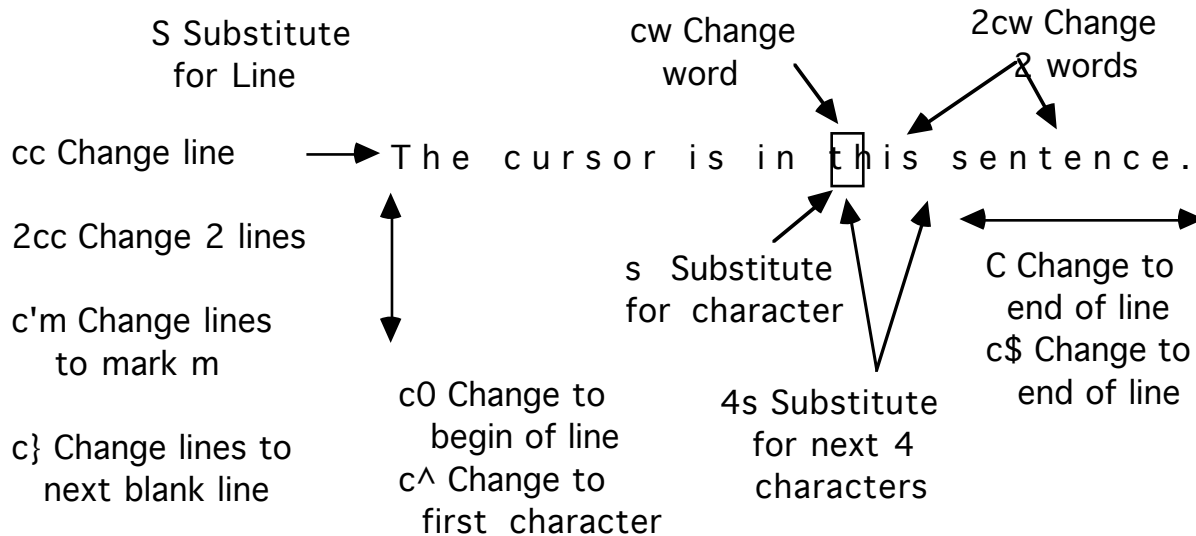 S Substitute
for Line
cw Change
word
2cw Change
2 words
cc Change line
The cursor is in this sentence.
2cc Change 2 lines
c'm Change lines
to mark m
c} Change lines to
next blank line
s Substitute
for character
C Change to
end of line
c$ Change to
end of line
c0 Change to
begin of line
c^ Change to
first character
4s Substitute
for next 4
characters